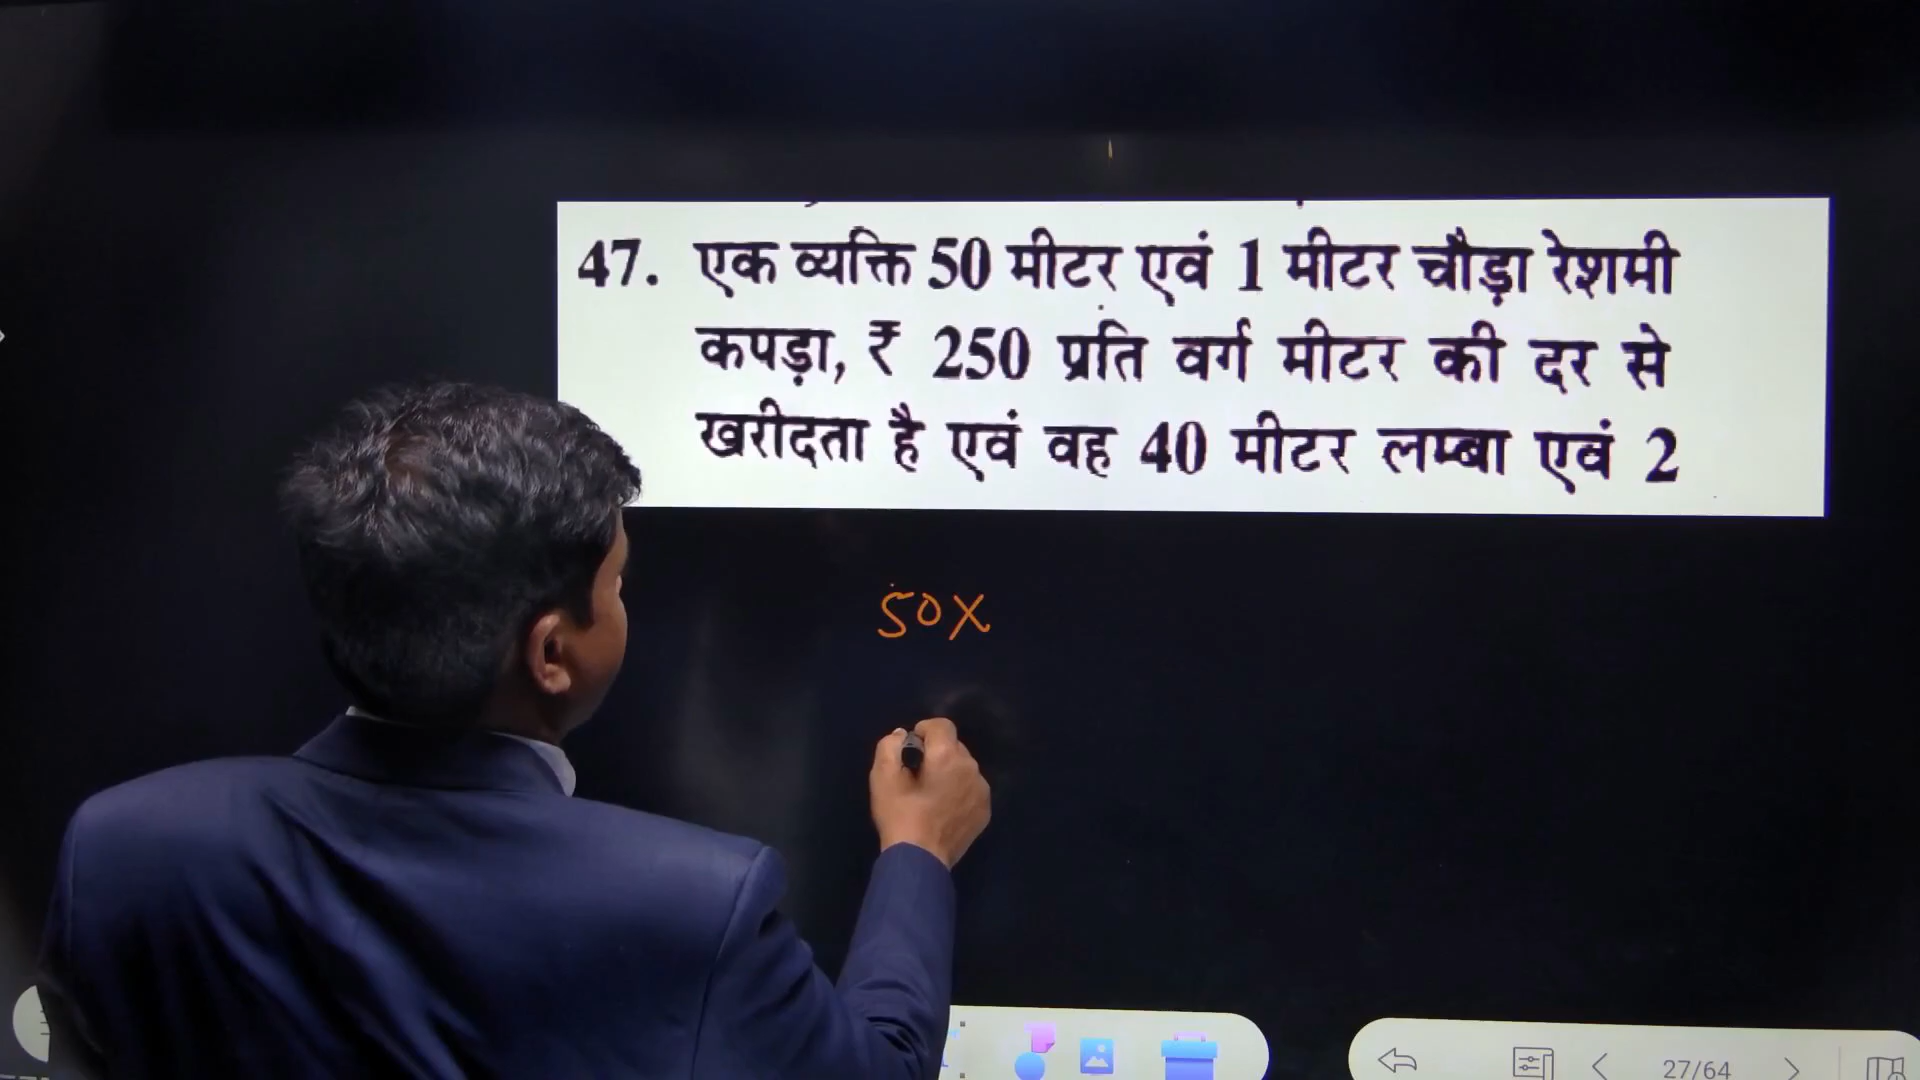 47. एक व्यक्ति 50 मीटर एवं 1 मीटर चौड़ा रेशमी
कपड़ा, ₹ 250 प्रति वर्ग मीटर की दर से
खरीदता है एवं वह 40 मीटर लम्बा एवं 2
50X
27/64